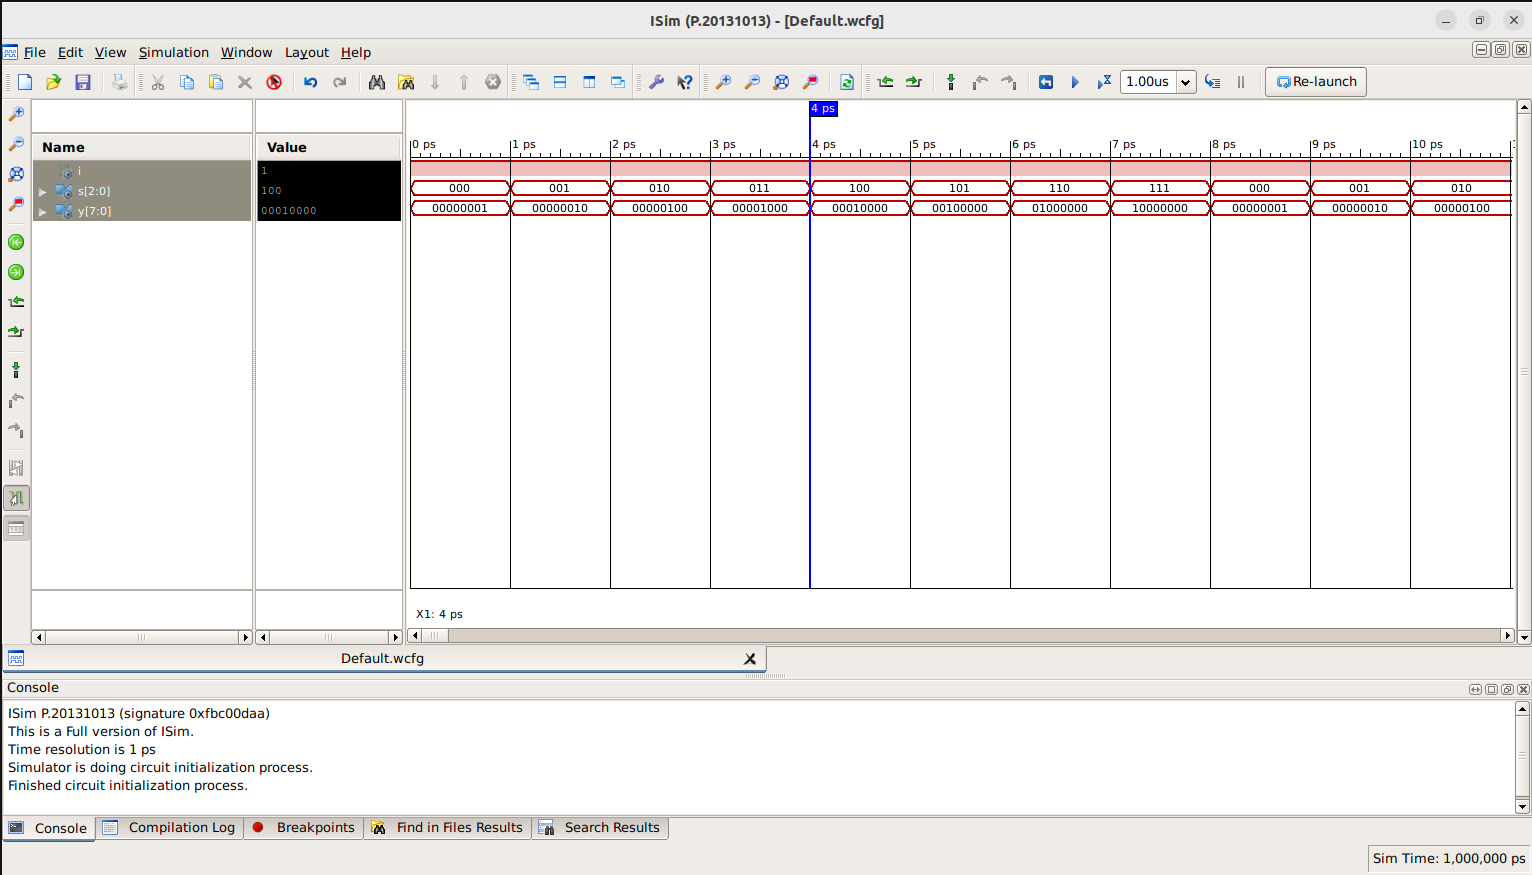 ISim (P.20131013) - [Default.wcfg]
File Edit View Simulation Window Layout Help
1.00us Re-launch
4 ps
Name Value
0 ps 1 ps 2 ps 3 ps 4 ps 5 ps 6 ps 7 ps 8 ps 9 ps 10 ps
i 1
s[2:0] 100 000 001 010 011 100 101 110 111 000 001 010
y[7:0] 00010000 00000001 00000010 00000100 00001000 00010000 00100000 01000000 10000000 00000001 00000010 00000100
X1: 4 ps
Default.wcfg
Console
ISim P.20131013 (signature 0xfbc00daa)
This is a Full version of ISim.
Time resolution is 1 ps
Simulator is doing circuit initialization process.
Finished circuit initialization process.
Console Compilation Log Breakpoints Find in Files Results Search Results
Sim Time: 1,000,000 ps